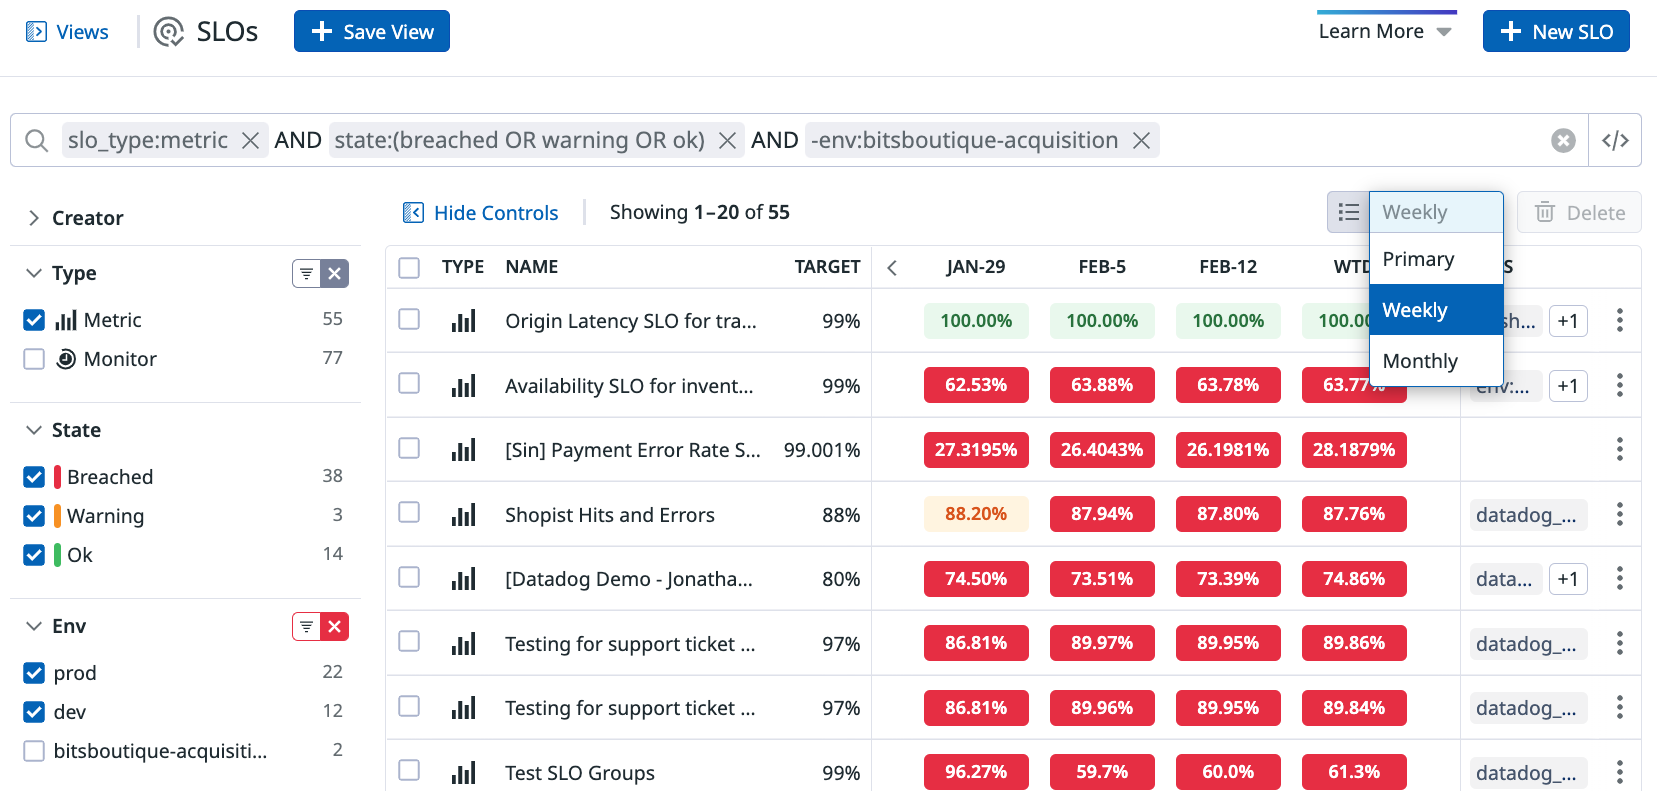 Views SLOs Save View Learn More New SLO
slo_type:metric AND state:(breached OR warning OR ok) AND -env:bitsboutique-acquisition </>
Creator
Type
Metric 55
Monitor 77
State
Breached 38
Warning 3
Ok 14
Env
prod 22
dev 12
bitsboutique-acquisiti... 2
Hide Controls Showing 1–20 of 55 Weekly Delete
Primary
Weekly
Monthly
TYPE NAME TARGET JAN-29 FEB-5 FEB-12 WTD S
Origin Latency SLO for tra... 99% 100.00% 100.00% 100.00% 100.00 sh... +1
Availability SLO for invent... 99% 62.53% 63.88% 63.78% 63.77% env:... +1
[Sin] Payment Error Rate S... 99.001% 27.3195% 26.4043% 26.1981% 28.1879%
Shopist Hits and Errors 88% 88.20% 87.94% 87.80% 87.76% datadog_...
[Datadog Demo - Jonatha... 80% 74.50% 73.51% 73.39% 74.86% data... +1
Testing for support ticket ... 97% 86.81% 89.97% 89.95% 89.86% datadog_...
Testing for support ticket ... 97% 86.81% 89.96% 89.95% 89.84% datadog_...
Test SLO Groups 99% 96.27% 59.7% 60.0% 61.3% datadog_...